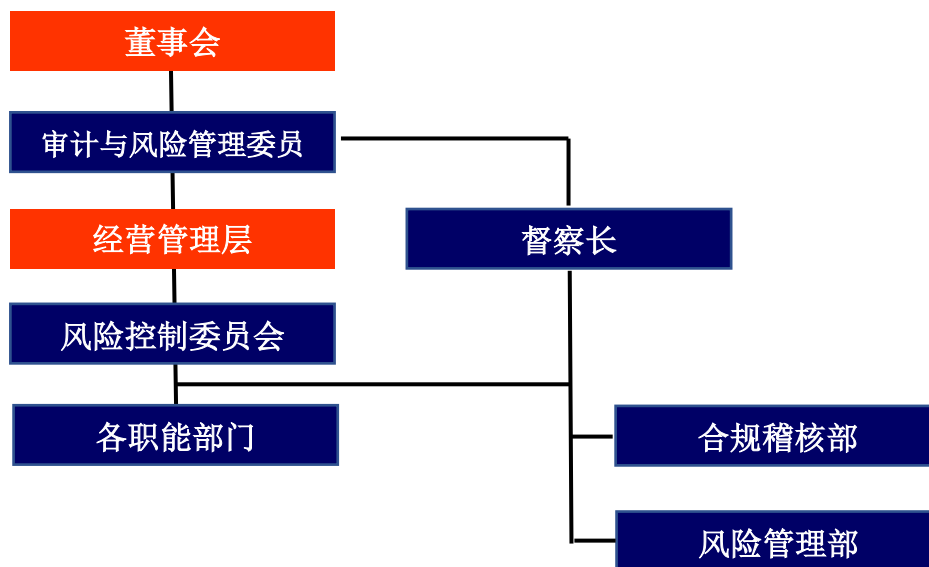 董事会
审计与风险管理委员
经营管理层
督察长
风险控制委员会
各职能部门
合规稽核部
风险管理部